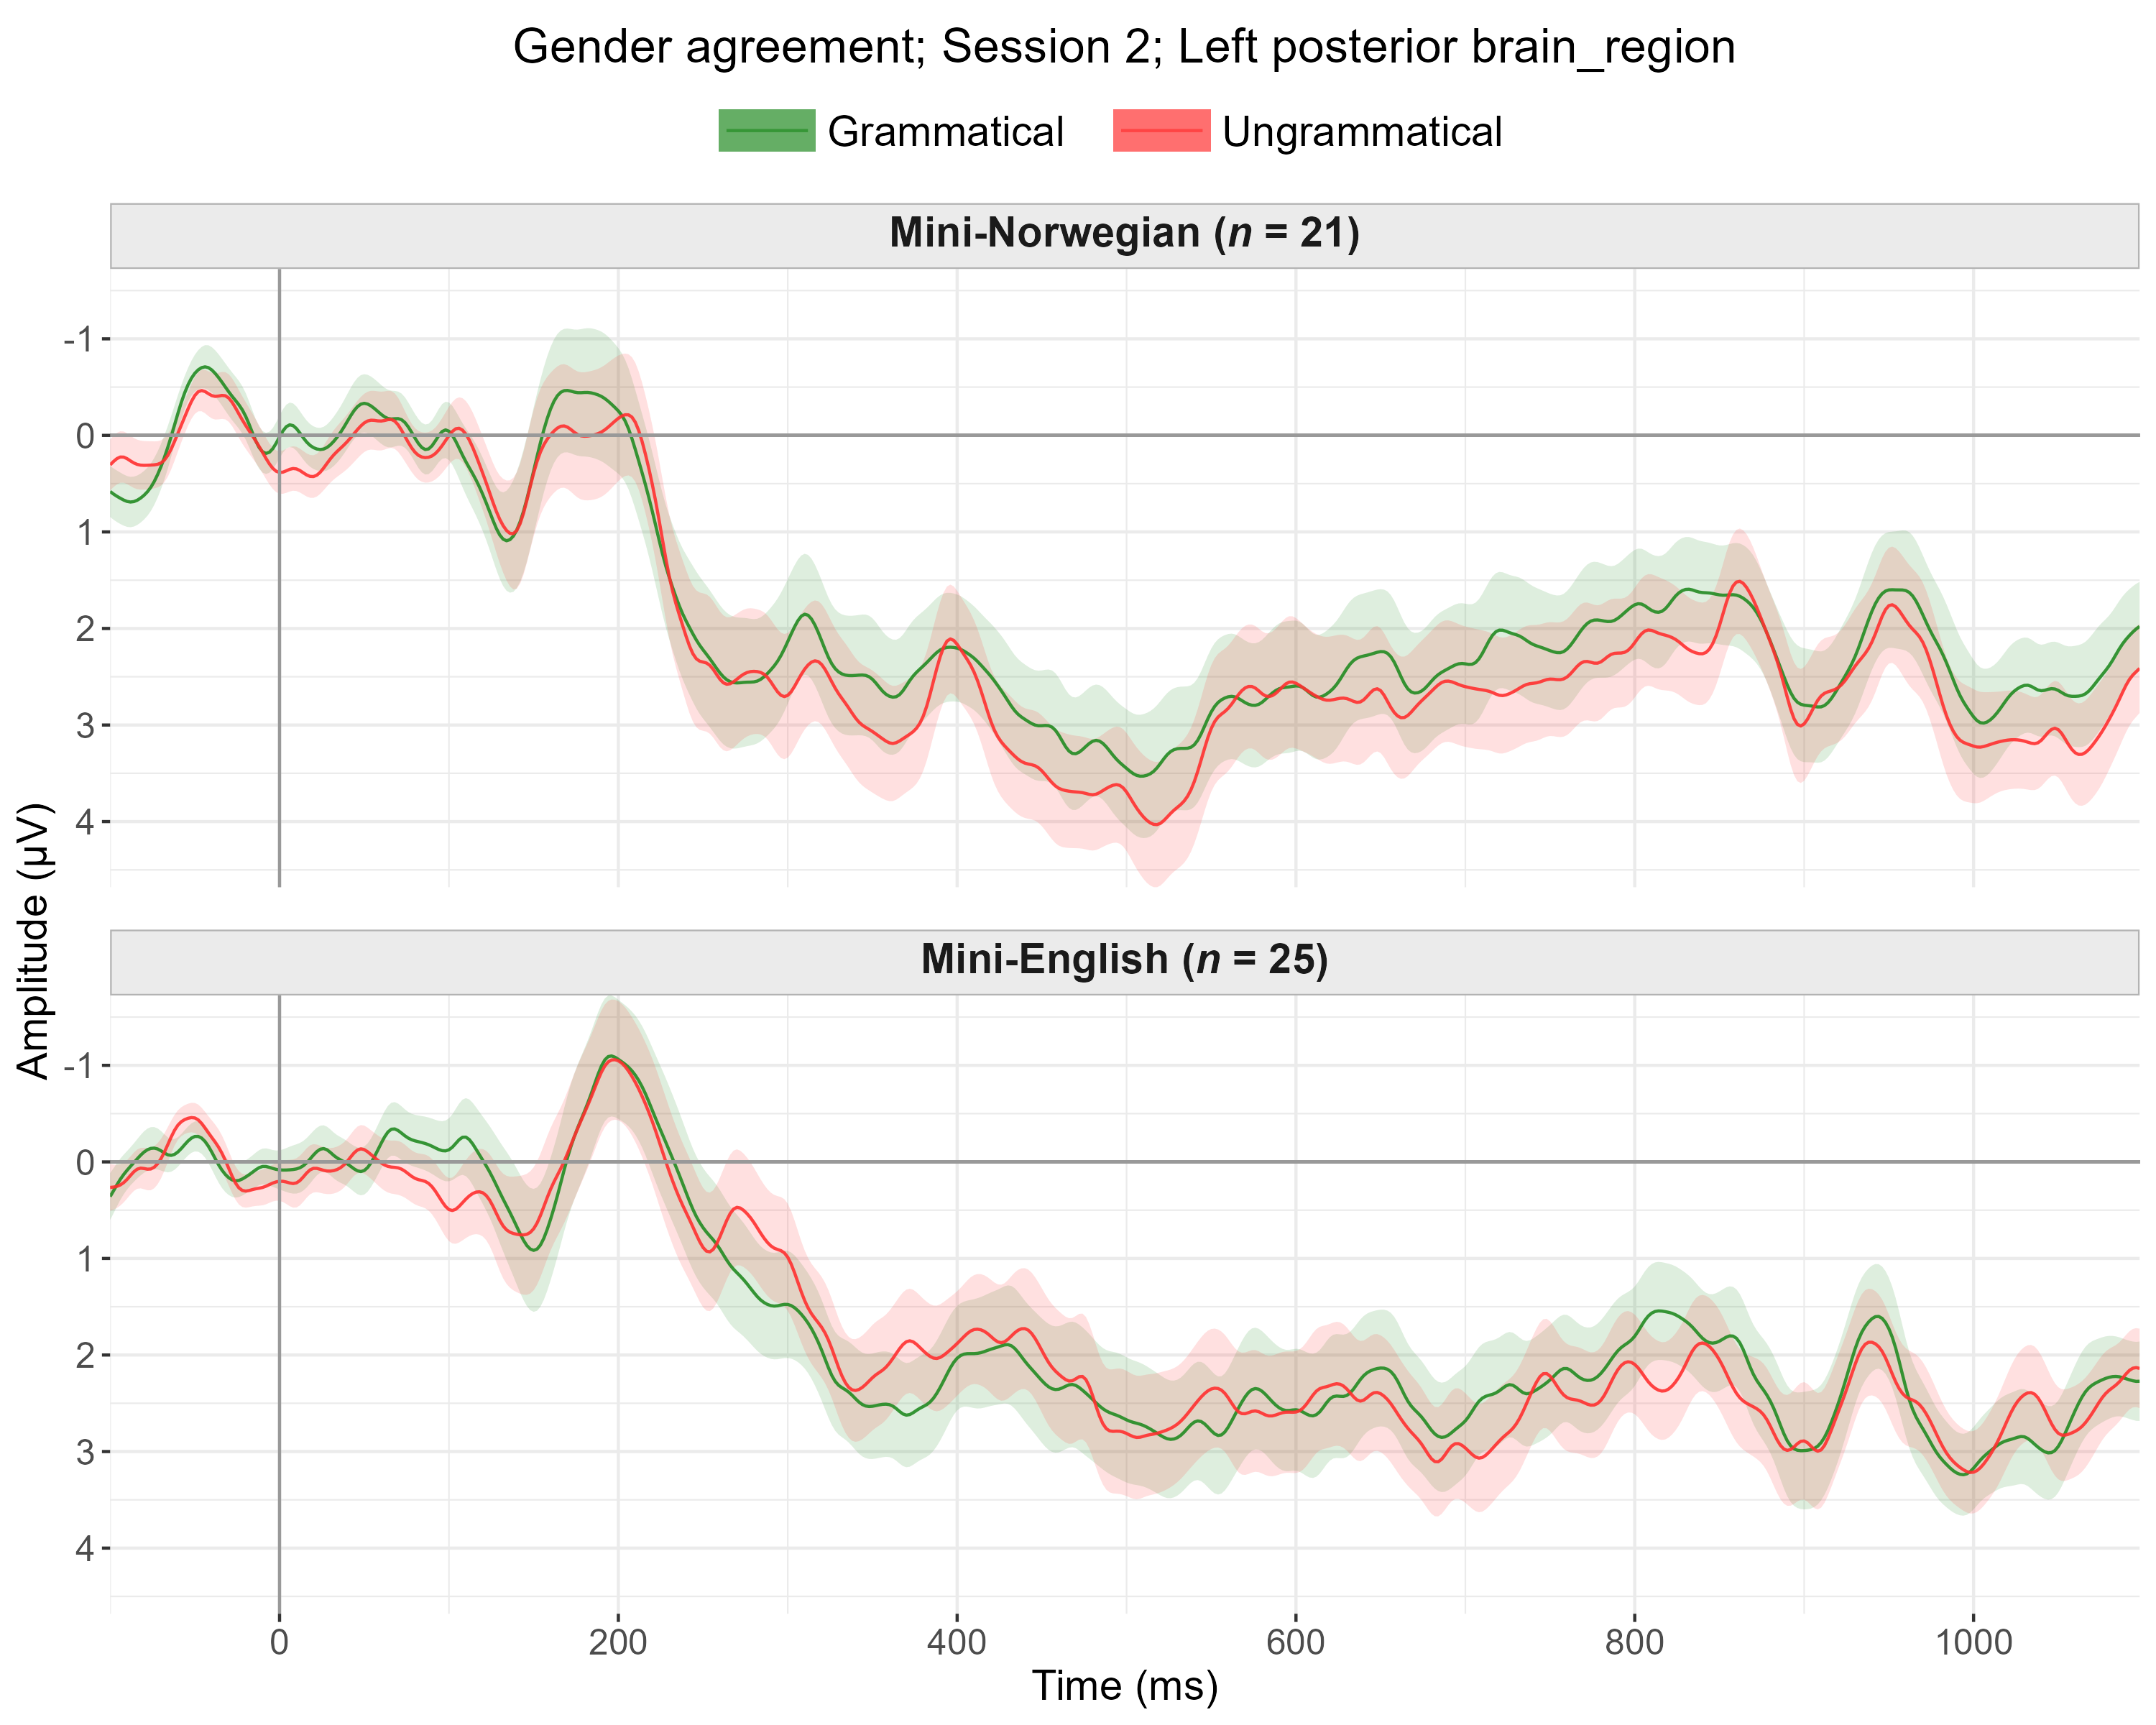 Gender agreement; Session 2; Left posterior brain_region
Grammatical Ungrammatical
Mini-Norwegian (n = 21)
-1
0
1
2
3
4
Amplitude (µV)
Mini-English (n = 25)
-1
0
1
2
3
4
0 200 400 600 800 1000
Time (ms)